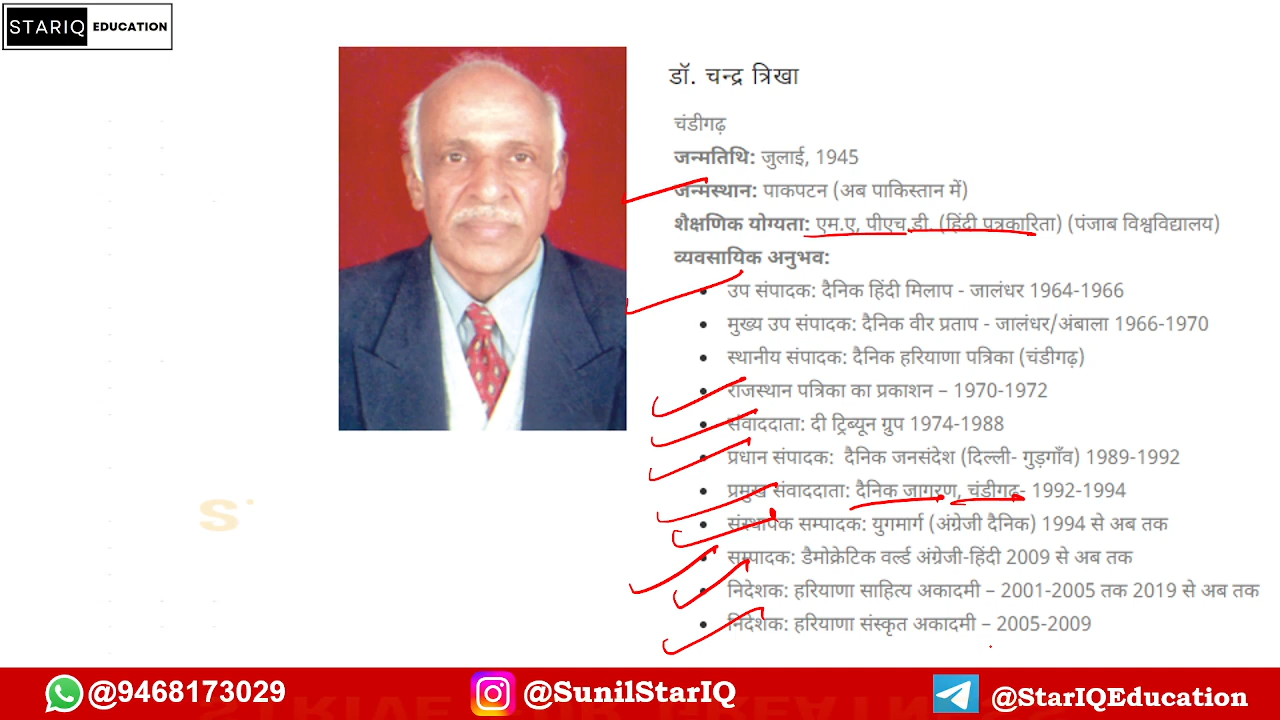 STARIQ EDUCATION
डॉ. चन्द्र त्रिखा
चंडीगढ़
जन्मतिथि: जुलाई, 1945
जन्मस्थान: पाकपटन (अब पाकिस्तान में)
शैक्षणिक योग्यता: एम.ए, पीएच.डी. (हिंदी पत्रकारिता) (पंजाब विश्वविद्यालय)
व्यवसायिक अनुभव:
• उप संपादक: दैनिक हिंदी मिलाप - जालंधर 1964-1966
• मुख्य उप संपादक: दैनिक वीर प्रताप - जालंधर/अंबाला 1966-1970
• स्थानीय संपादक: दैनिक हरियाणा पत्रिका (चंडीगढ़)
• राजस्थान पत्रिका का प्रकाशन – 1970-1972
• संवाददाता: दी ट्रिब्यून ग्रुप 1974-1988
• प्रधान संपादक: दैनिक जनसंदेश (दिल्ली- गुड़गाँव) 1989-1992
• प्रमुख संवाददाता: दैनिक जागरण, चंडीगढ़- 1992-1994
• संस्थापक सम्पादक: युगमार्ग (अंग्रेजी दैनिक) 1994 से अब तक
• सम्पादक: डैमोक्रेटिक वर्ल्ड अंग्रेजी-हिंदी 2009 से अब तक
• निदेशक: हरियाणा साहित्य अकादमी – 2001-2005 तक 2019 से अब तक
• निदेशक: हरियाणा संस्कृत अकादमी – 2005-2009
S
@9468173029 @SunilStarIQ @StarIQEducation